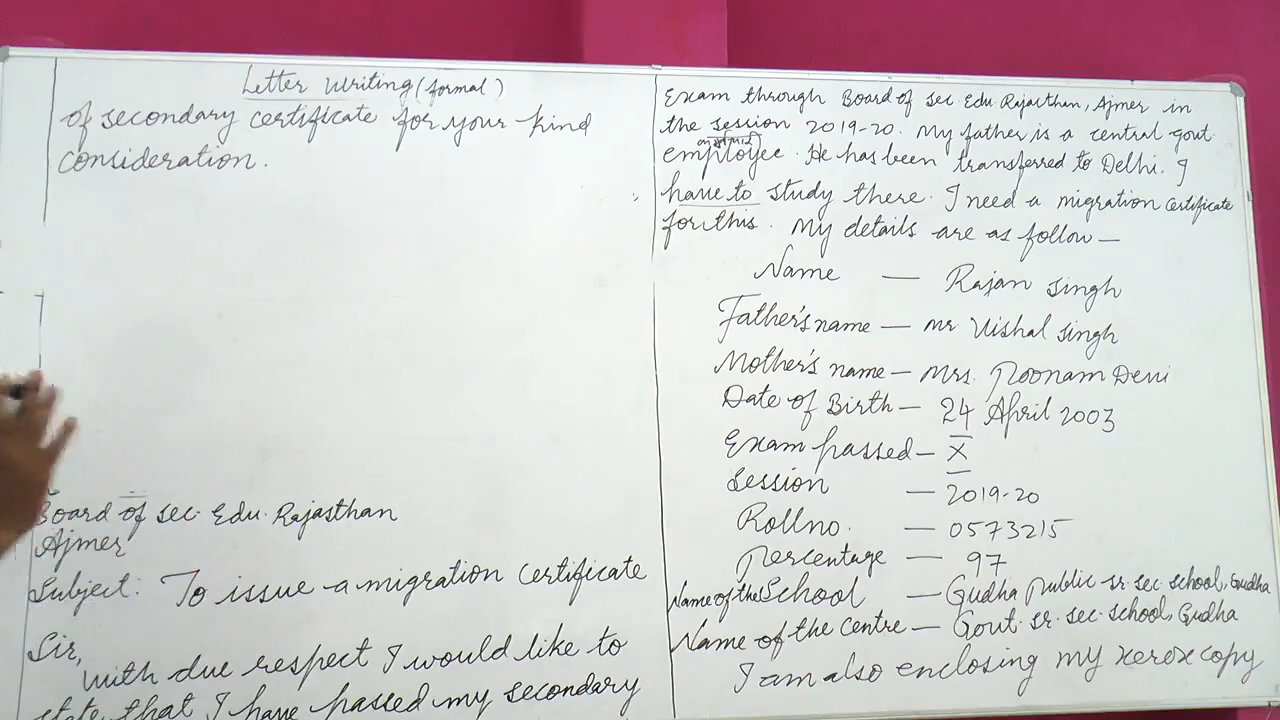 Letter Writing (formal)
of secondary certificate for your kind
consideration.
Board of Sec. Edu. Rajasthan
Ajmer
Subject: To issue a migration certificate
Sir,
with due respect I would like to
state that I have passed my secondary
Exam through Board of Sec Edu. Rajasthan, Ajmer in
the session 2019-20. My father is a central govt.
employee. He has been transferred to Delhi. I
have to study there. I need a migration certificate
for this. My details are as follow —
Name — Rajan Singh
Father's name — Mr Vishal Singh
Mother's name — Mrs. Poonam Devi
Date of Birth — 24 April 2003
Exam passed — X
Session — 2019-20
Roll no. — 0573215
Percentage — 97
Name of the School — Gudha Public Sr. Sec School, Gudha
Name of the Centre — Govt. Sr. Sec. School, Gudha
I am also enclosing my xerox copy